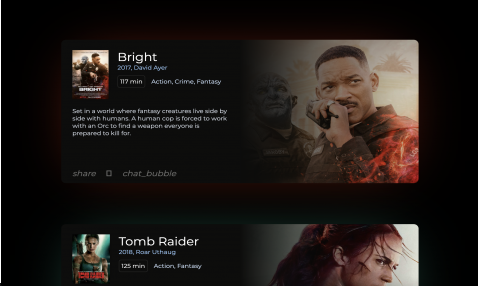 Bright
2017, David Ayer
117 min Action, Crime, Fantasy
BRIGHT
Set in a world where fantasy creatures live side by
side with humans. A human cop is forced to work
with an Orc to find a weapon everyone is
prepared to kill for.
share chat_bubble
Tomb Raider
2018, Roar Uthaug
125 min Action, Fantasy